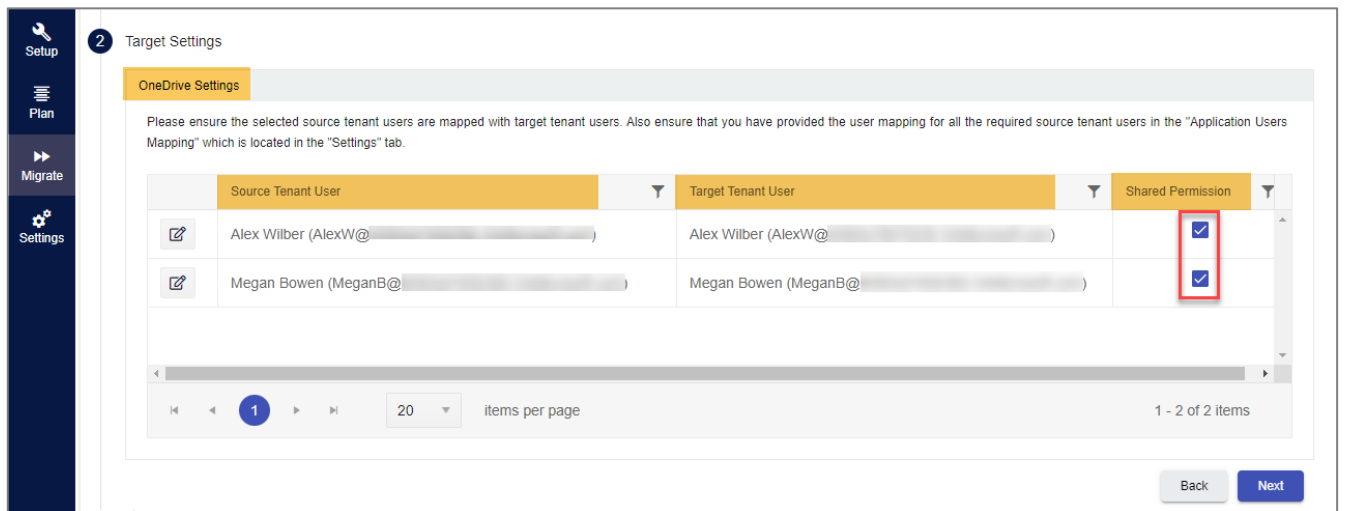 Setup
Plan
Migrate
Settings
2 Target Settings
OneDrive Settings
Please ensure the selected source tenant users are mapped with target tenant users. Also ensure that you have provided the user mapping for all the required source tenant users in the "Application Users
Mapping" which is located in the "Settings" tab.
Source Tenant User Target Tenant User Shared Permission
Alex Wilber (AlexW@ ) Alex Wilber (AlexW@ )
Megan Bowen (MeganB@ ) Megan Bowen (MeganB@ )
1 20 items per page 1 - 2 of 2 items
Back Next